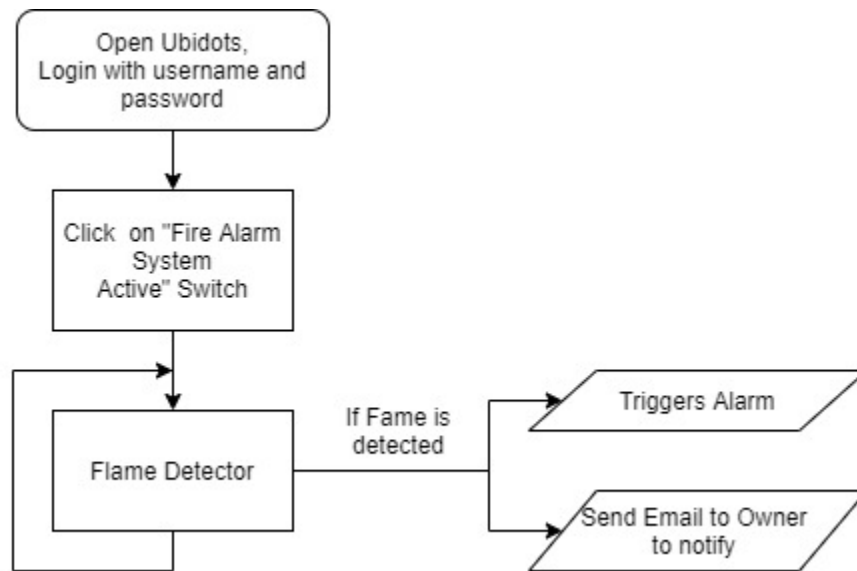 Open Ubidots,
Login with username and
password
Click on "Fire Alarm
System
Active" Switch
Flame Detector
If Fame is
detected
Triggers Alarm
Send Email to Owner
to notify